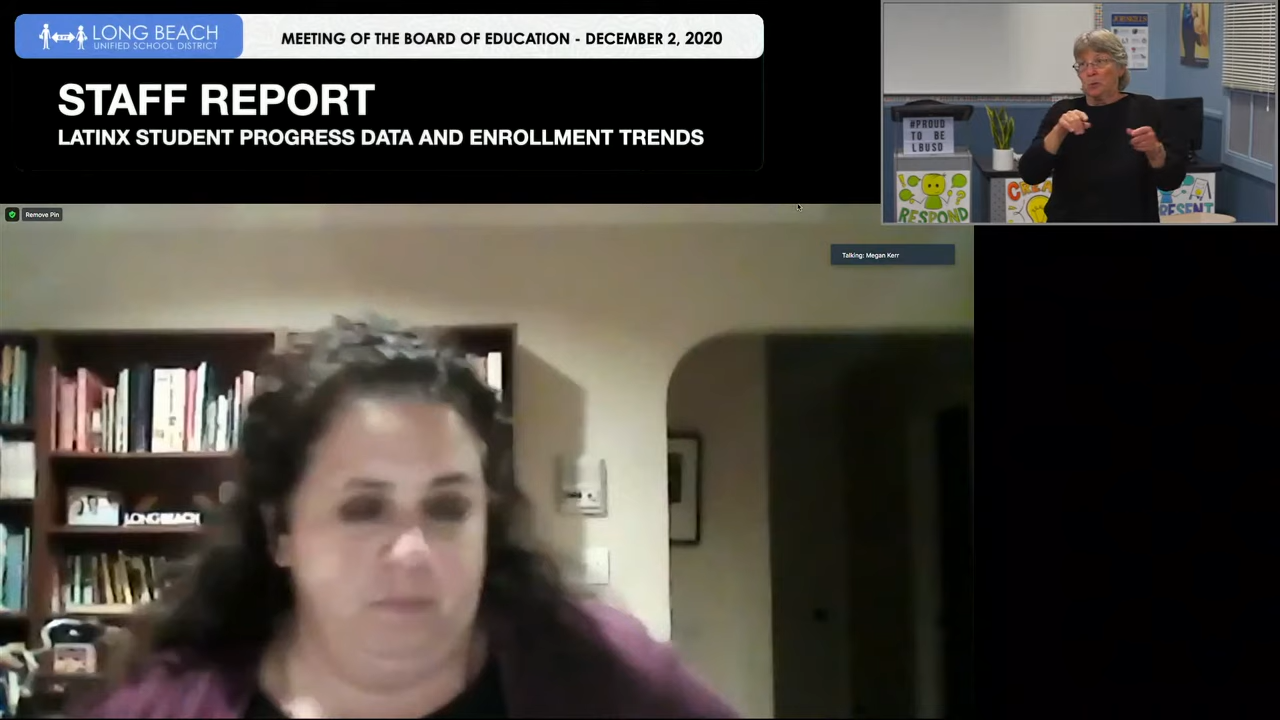 LONG BEACH
UNIFIED SCHOOL DISTRICT
MEETING OF THE BOARD OF EDUCATION - DECEMBER 2, 2020
STAFF REPORT
LATINX STUDENT PROGRESS DATA AND ENROLLMENT TRENDS
#PROUD
TO BE
LBUSD
RESPOND
Remove Pin
Talking: Megan Kerr
LONG BEACH